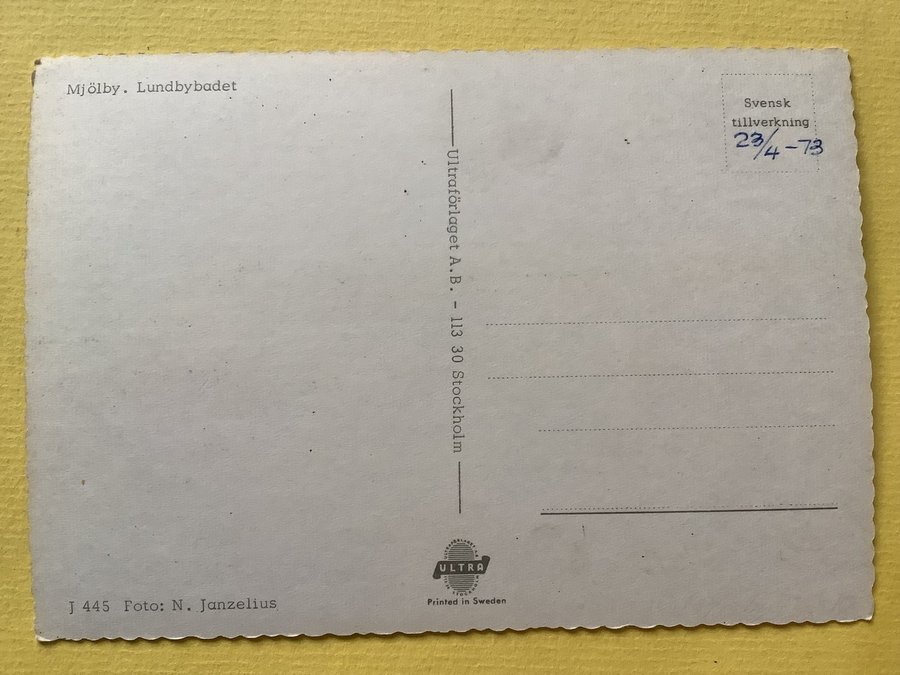 Mjölby. Lundbybadet
Svensk
tillverkning
23/4-73
Ultraförlaget A.B. - 113 30 Stockholm
ULTRA
Printed in Sweden
J 445 Foto: N. Janzelius